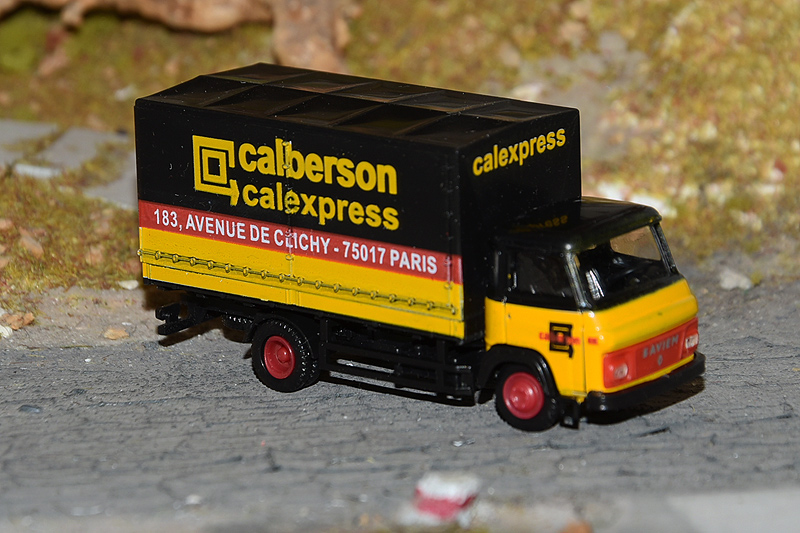 calberson
calexpress
183, AVENUE DE CLICHY - 75017 PARIS
calexpress
SAVIEM